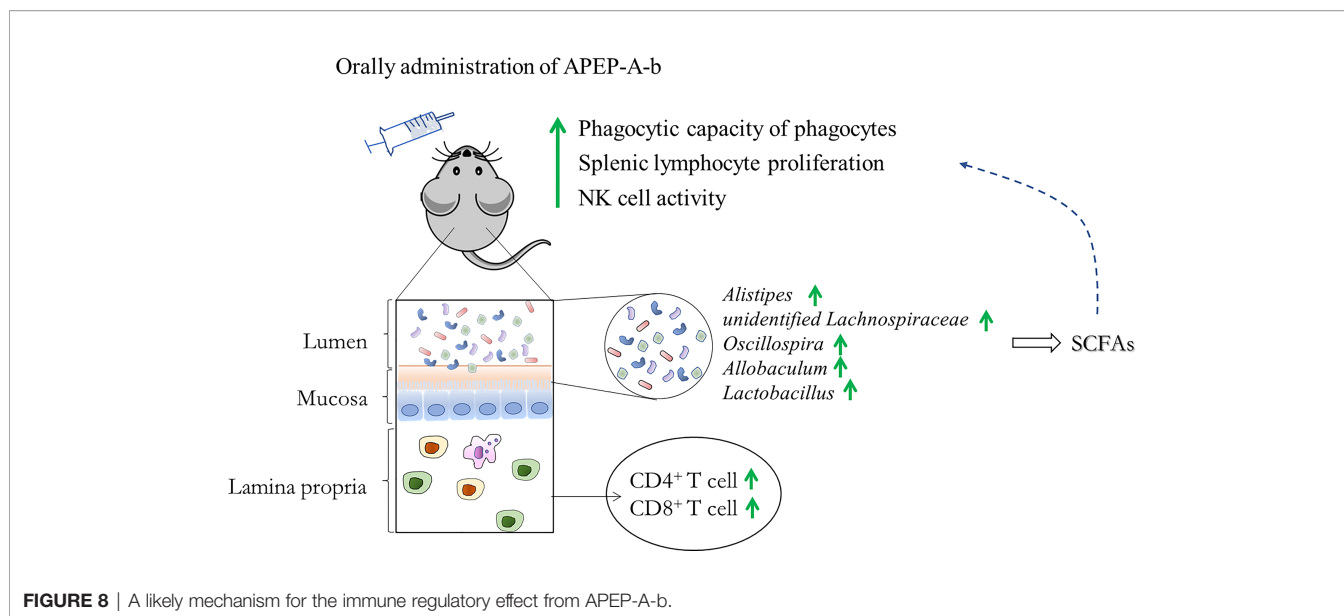 Orally administration of APEP-A-b
Phagocytic capacity of phagocytes
Splenic lymphocyte proliferation
NK cell activity
Lumen
Mucosa
Lamina propria
Alistipes
unidentified Lachnospiraceae
Oscillospira
Allobaculum
Lactobacillus
SCFAs
CD4+ T cell
CD8+ T cell
FIGURE 8 | A likely mechanism for the immune regulatory effect from APEP-A-b.